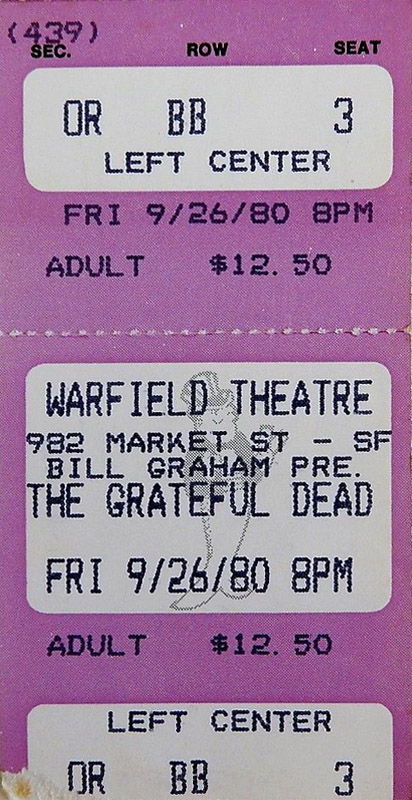 (439)
SEC. ROW SEAT
OR BB 3
LEFT CENTER
FRI 9/26/80 8PM
ADULT $12.50
WARFIELD THEATRE
982 MARKET ST - SF
BILL GRAHAM PRE.
THE GRATEFUL DEAD
FRI 9/26/80 8PM
ADULT $12.50
LEFT CENTER
OR BB 3